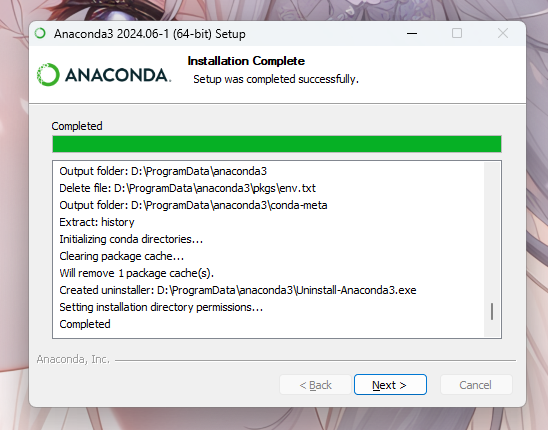 Anaconda3 2024.06-1 (64-bit) Setup
ANACONDA.
Installation Complete
Setup was completed successfully.
Completed
Output folder: D:\ProgramData\anaconda3
Delete file: D:\ProgramData\anaconda3\pkgs\env.txt
Output folder: D:\ProgramData\anaconda3\conda-meta
Extract: history
Initializing conda directories...
Clearing package cache...
Will remove 1 package cache(s).
Created uninstaller: D:\ProgramData\anaconda3\Uninstall-Anaconda3.exe
Setting installation directory permissions...
Completed
Anaconda, Inc.
< Back
Next >
Cancel